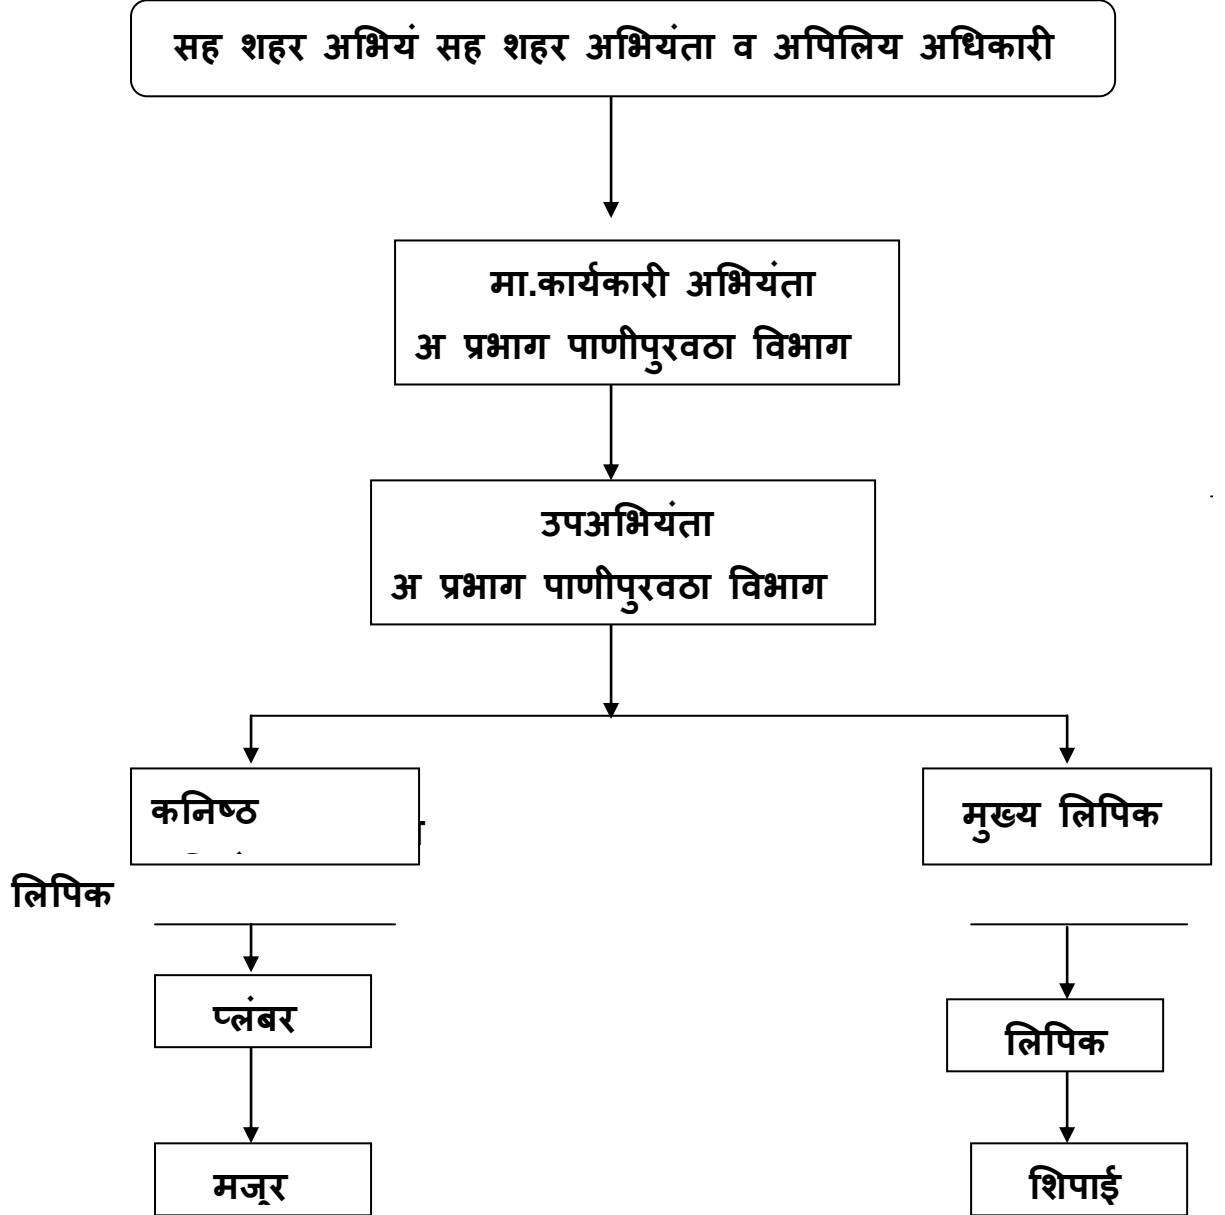 सह शहर अभियं सह शहर अभियंता व अपिलिय अधिकारी
मा.कार्यकारी अभियंता
अ प्रभाग पाणीपुरवठा विभाग
उपअभियंता
अ प्रभाग पाणीपुरवठा विभाग
कनिष्ठ
मुख्य लिपिक
लिपिक
प्लंबर
लिपिक
मजूर
शिपाई